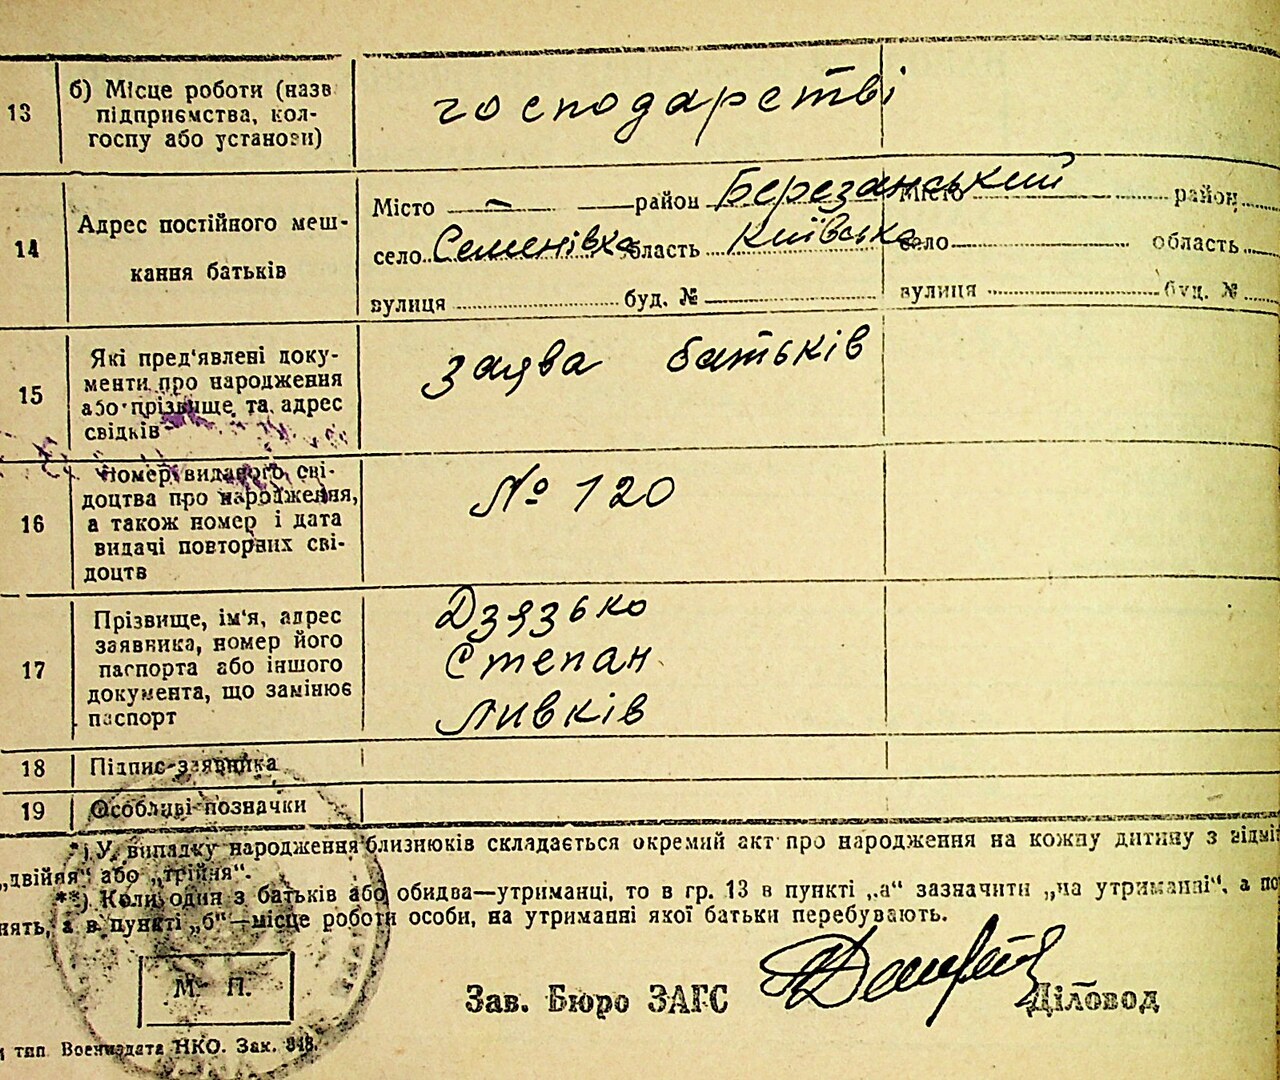 13
б) Місце роботи (назв
підприємства, кол-
госпу або установи)
господарстві
14
Адрес постійного меш-
кання батьків
Місто район Березанський Місто район
село Семенівка область Київська село область
вулиця буд. № вулиця буд. №
15
Які пред'явлені доку-
менти про народження
або прізвище та адрес
свідків
заява батьків
16
Номер виданого сві-
доцтва про народження,
а також номер і дата
видачі повторних сві-
доцтв
№ 120
17
Прізвище, ім'я, адрес
заявника, номер його
паспорта або іншого
документа, що замінює
паспорт
Дзязько
Степан
Ливків
18 Підпис заявника
19 Особливі позначки
*) У випадку народження близнюків складається окремий акт про народження на кожну дитину з відмі
„двійня“ або „трійня“.
**) Коли один з батьків або обидва—утриманці, то в гр. 13 в пункті „а“ зазначити „на утриманні“, а по
нять, а в пункті „б“—місце роботи особи, на утриманні якої батьки перебувають.
М. П.
Зав. Бюро ЗАГС Діловод
тип. Воениздата НКО. Зак. 848.